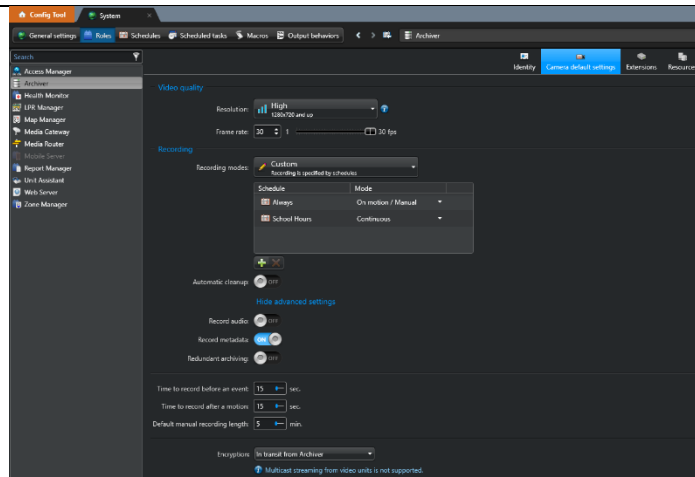 Config Tool
System
General settings
Roles
Schedules
Scheduled tasks
Macros
Output behaviors
Archiver
Search
Access Manager
Archiver
Health Monitor
LPR Manager
Map Manager
Media Gateway
Media Router
Mobile Server
Report Manager
Unit Assistant
Web Server
Zone Manager
Identity
Camera default settings
Extensions
Resources
Video quality
Resolution: High
1280x720 and up
Frame rate: 30 1 30 fps
Recording
Recording modes: Custom
Recording is specified by schedules
Schedule Mode
Always On motion / Manual
School Hours Continuous
Automatic cleanup: OFF
Hide advanced settings
Record audio: OFF
Record metadata: ON
Redundant archiving: OFF
Time to record before an event: 15 sec.
Time to record after a motion: 15 sec.
Default manual recording length: 5 min.
Encryption: In transit from Archiver
Multicast streaming from video units is not supported.